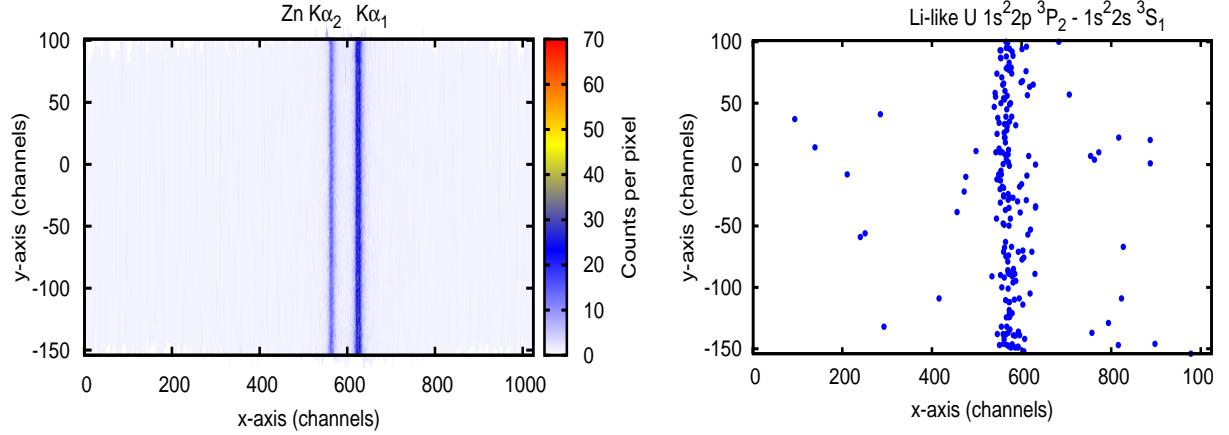 Zn Kα₂ Kα₁
100
50
0
-50
-100
-150
y-axis (channels)
0 200 400 600 800 1000
x-axis (channels)
70
60
50
40
30
20
10
0
Counts per pixel
Li-like U 1s²2p ³P₂ - 1s²2s ³S₁
100
50
0
-50
-100
-150
y-axis (channels)
0 200 400 600 800 1000
x-axis (channels)